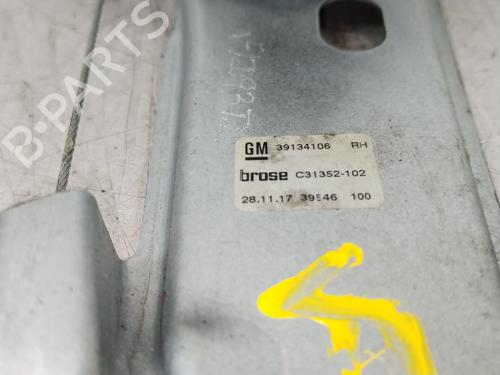 B-PARTS
GM 39134106 RH
brose C31352-102
28.11.17 39546 100